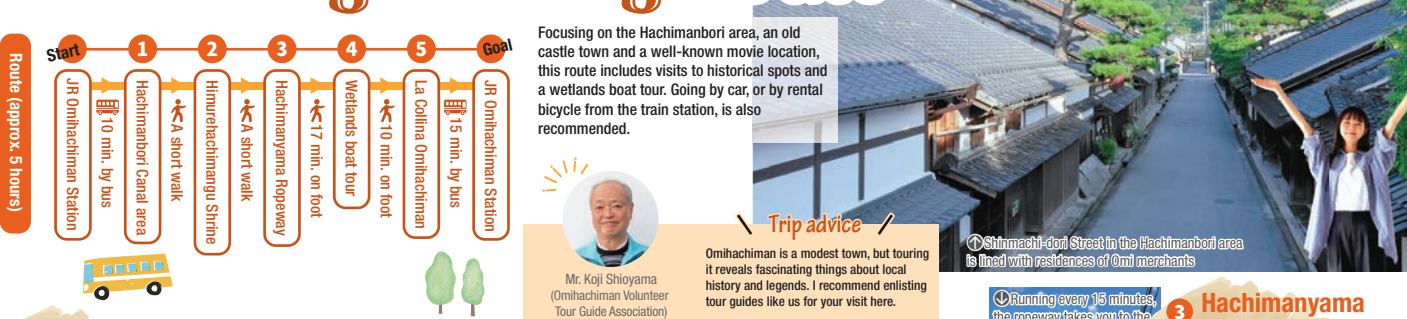 Route (approx. 5 hours)
Start
1
2
3
4
5
Goal
JR Omihachiman Station
10 min. by bus
Hachimanbori Canal area
A short walk
Himurehachimangu Shrine
A short walk
Hachimanyama Ropeway
17 min. on foot
Wetlands boat tour
10 min. on foot
La Collina Omihachiman
15 min. by bus
JR Omihachiman Station
Focusing on the Hachimanbori area, an old
castle town and a well-known movie location,
this route includes visits to historical spots and
a wetlands boat tour. Going by car, or by rental
bicycle from the train station, is also
recommended.
Mr. Koji Shioyama
(Omihachiman Volunteer
Tour Guide Association)
Trip advice
Omihachiman is a modest town, but touring
it reveals fascinating things about local
history and legends. I recommend enlisting
tour guides like us for your visit here.
↑Shinmachi-dori Street in the Hachimanbori area
is lined with residences of Omi merchants
↓Running every 15 minutes,
the ropeway takes you to the
3 Hachimanyama